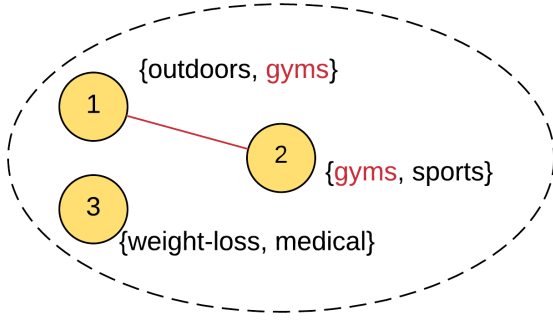 {outdoors, gyms}
1
2
{gyms, sports}
3
{weight-loss, medical}